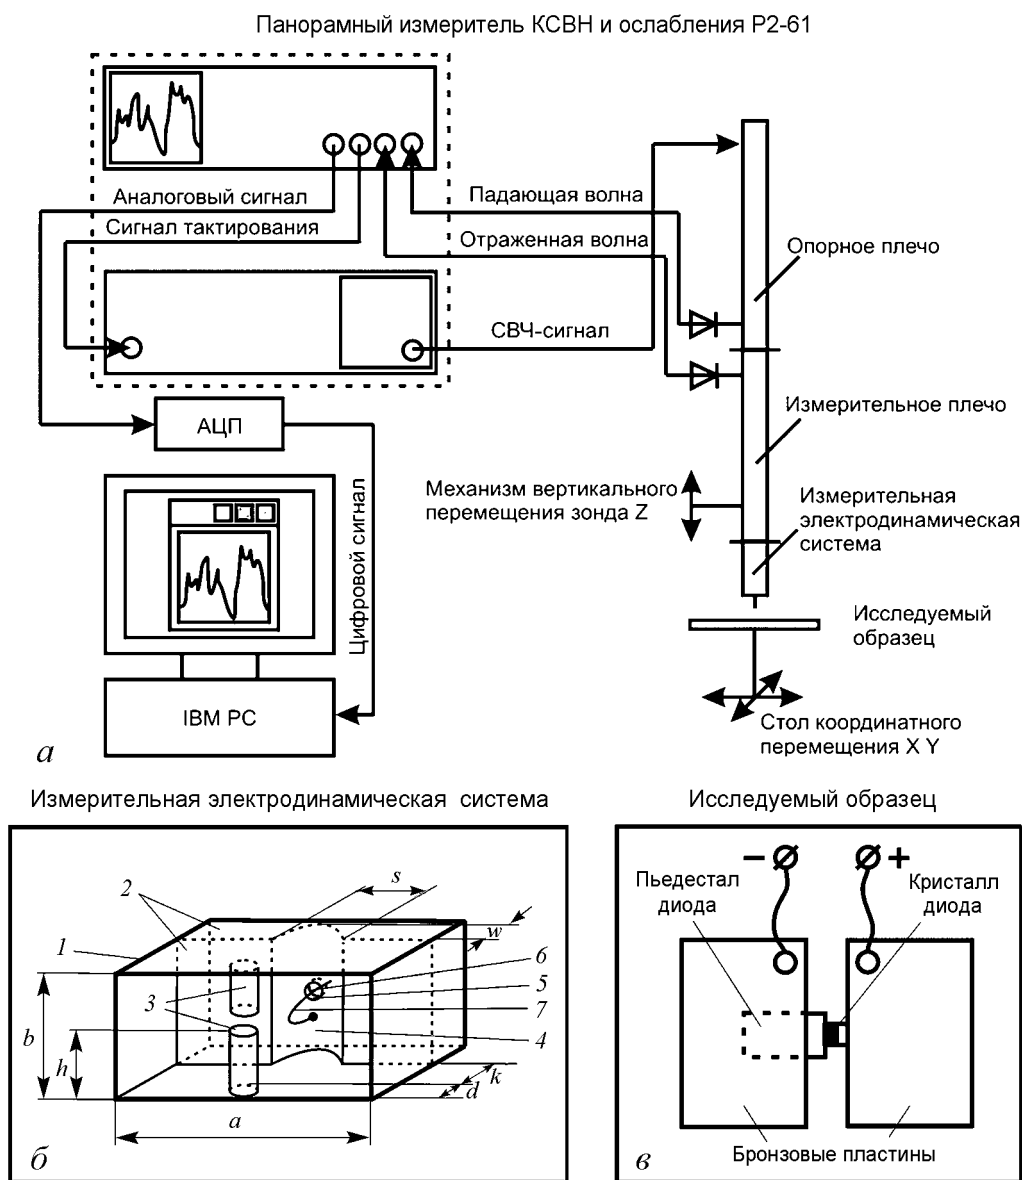 Панорамный измеритель КСВН и ослабления Р2-61
Аналоговый сигнал
Сигнал тактирования
Падающая волна
Отраженная волна
СВЧ-сигнал
Опорное плечо
АЦП
Измерительное плечо
Цифровой сигнал
Механизм вертикального
перемещения зонда Z
Измерительная
электродинамическая
система
Исследуемый
образец
IBM PC
Стол координатного
перемещения X Y
а
Измерительная электродинамическая система
s
2
1
w
6
5
7
3
4
b
h
k
d
a
б
Исследуемый образец
– +
Пьедестал
диода
Кристалл
диода
Бронзовые пластины
в